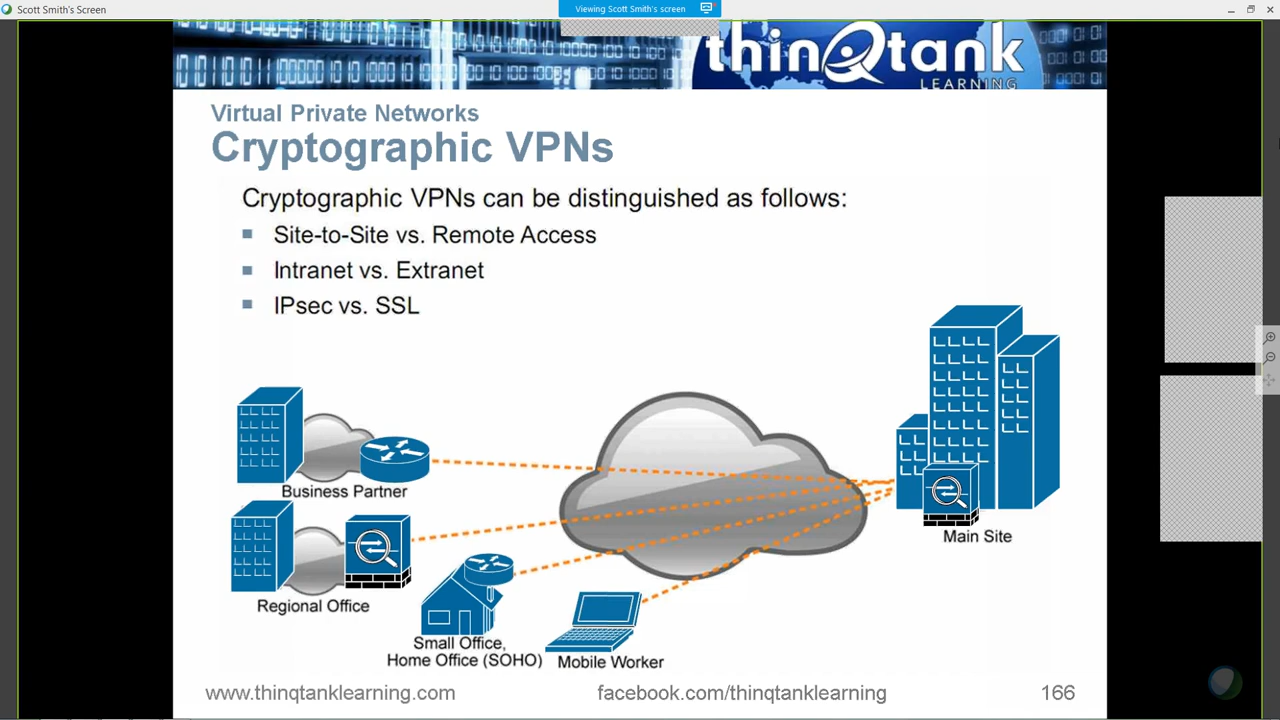 Scott Smith's Screen
Viewing Scott Smith's screen
thinQtank
LEARNING
Virtual Private Networks
Cryptographic VPNs
Cryptographic VPNs can be distinguished as follows:
Site-to-Site vs. Remote Access
Intranet vs. Extranet
IPsec vs. SSL
Business Partner
Regional Office
Small Office,
Home Office (SOHO)
Mobile Worker
Main Site
www.thinqtanklearning.com
facebook.com/thinqtanklearning
166